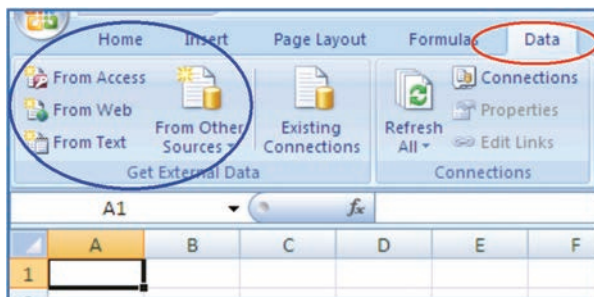 Home Insert Page Layout Formulas Data
From Access
From Web
From Text
From Other Sources
Existing Connections
Refresh All
Connections
Properties
Edit Links
Get External Data
Connections
A1 fx
A B C D E F
1